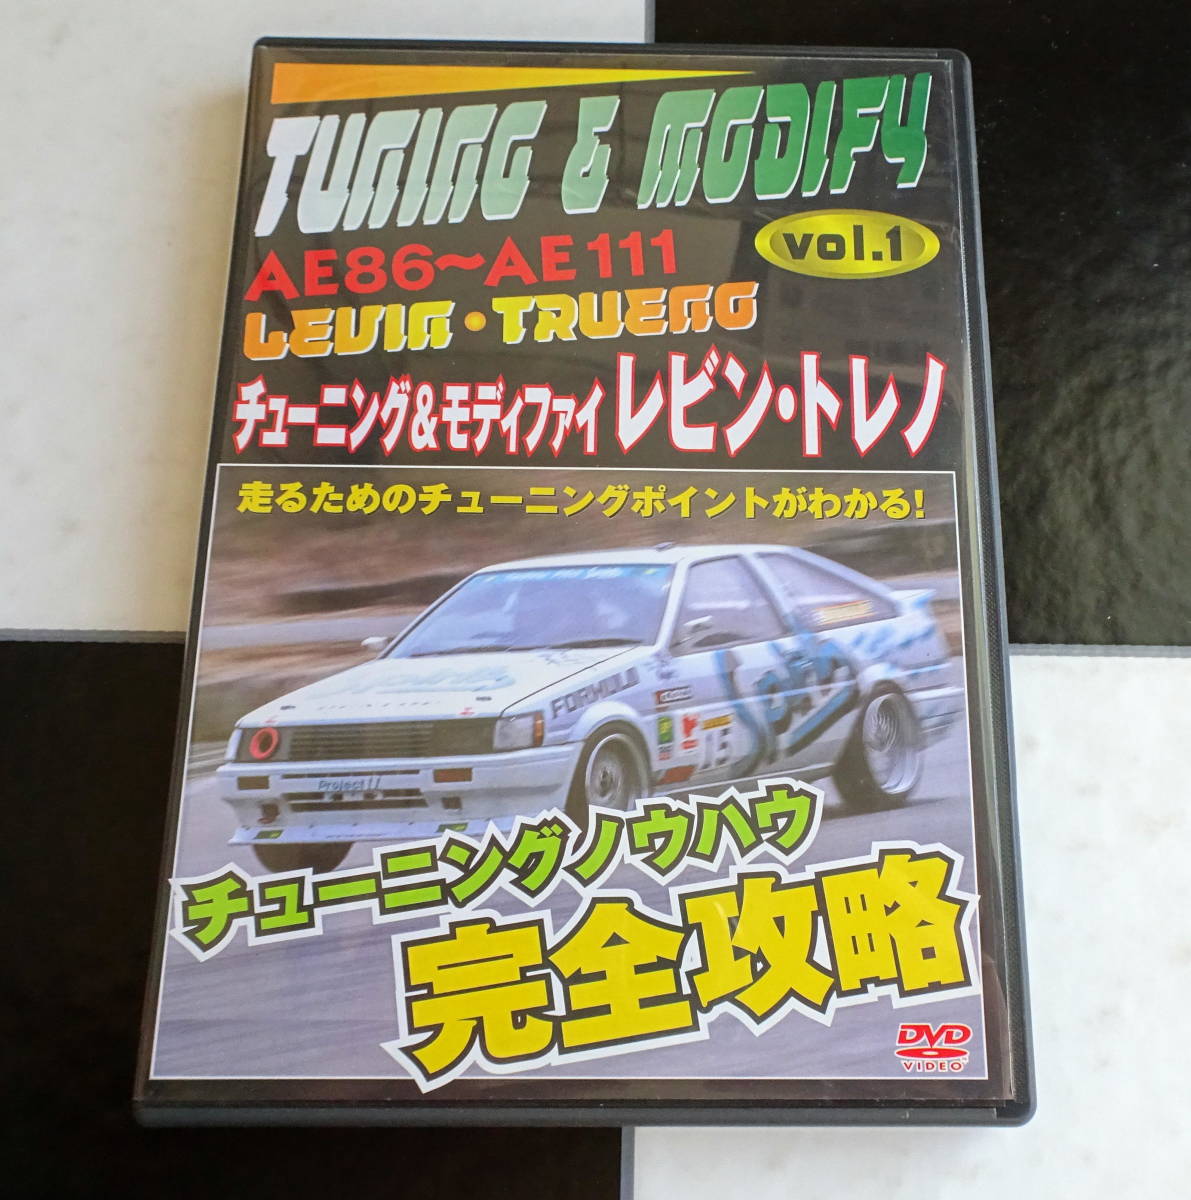 TUNING & MODIFY
vol.1
AE86〜AE111
LEVIN・TRUENO
チューニング&モディファイ レビン・トレノ
走るためのチューニングポイントがわかる!
FORMULA
15
Project μ
チューニングノウハウ
完全攻略
DVD
VIDEO